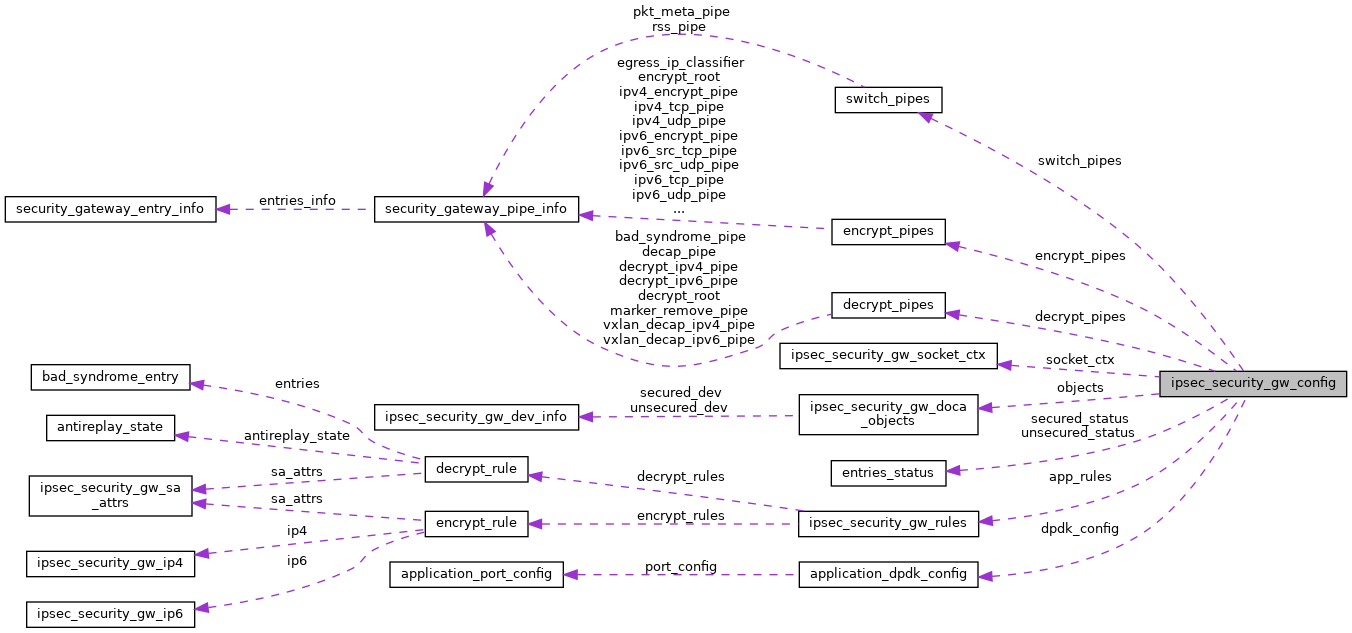 pkt_meta_pipe
rss_pipe
egress_ip_classifier
encrypt_root
ipv4_encrypt_pipe
ipv4_tcp_pipe
ipv4_udp_pipe
ipv6_encrypt_pipe
ipv6_src_tcp_pipe
ipv6_src_udp_pipe
ipv6_tcp_pipe
ipv6_udp_pipe
...
switch_pipes
switch_pipes
entries_info
security_gateway_entry_info
security_gateway_pipe_info
encrypt_pipes
encrypt_pipes
bad_syndrome_pipe
decap_pipe
decrypt_ipv4_pipe
decrypt_ipv6_pipe
decrypt_root
marker_remove_pipe
vxlan_decap_ipv4_pipe
vxlan_decap_ipv6_pipe
decrypt_pipes
decrypt_pipes
ipsec_security_gw_socket_ctx
socket_ctx
ipsec_security_gw_config
bad_syndrome_entry
entries
secured_dev
unsecured_dev
objects
ipsec_security_gw_dev_info
ipsec_security_gw_doca
_objects
secured_status
unsecured_status
antireplay_state
antireplay_state
decrypt_rule
entries_status
sa_attrs
decrypt_rules
app_rules
ipsec_security_gw_sa
_attrs
sa_attrs
encrypt_rule
encrypt_rules
ipsec_security_gw_rules
ip4
dpdk_config
ipsec_security_gw_ip4
ip6
application_port_config
port_config
application_dpdk_config
ipsec_security_gw_ip6